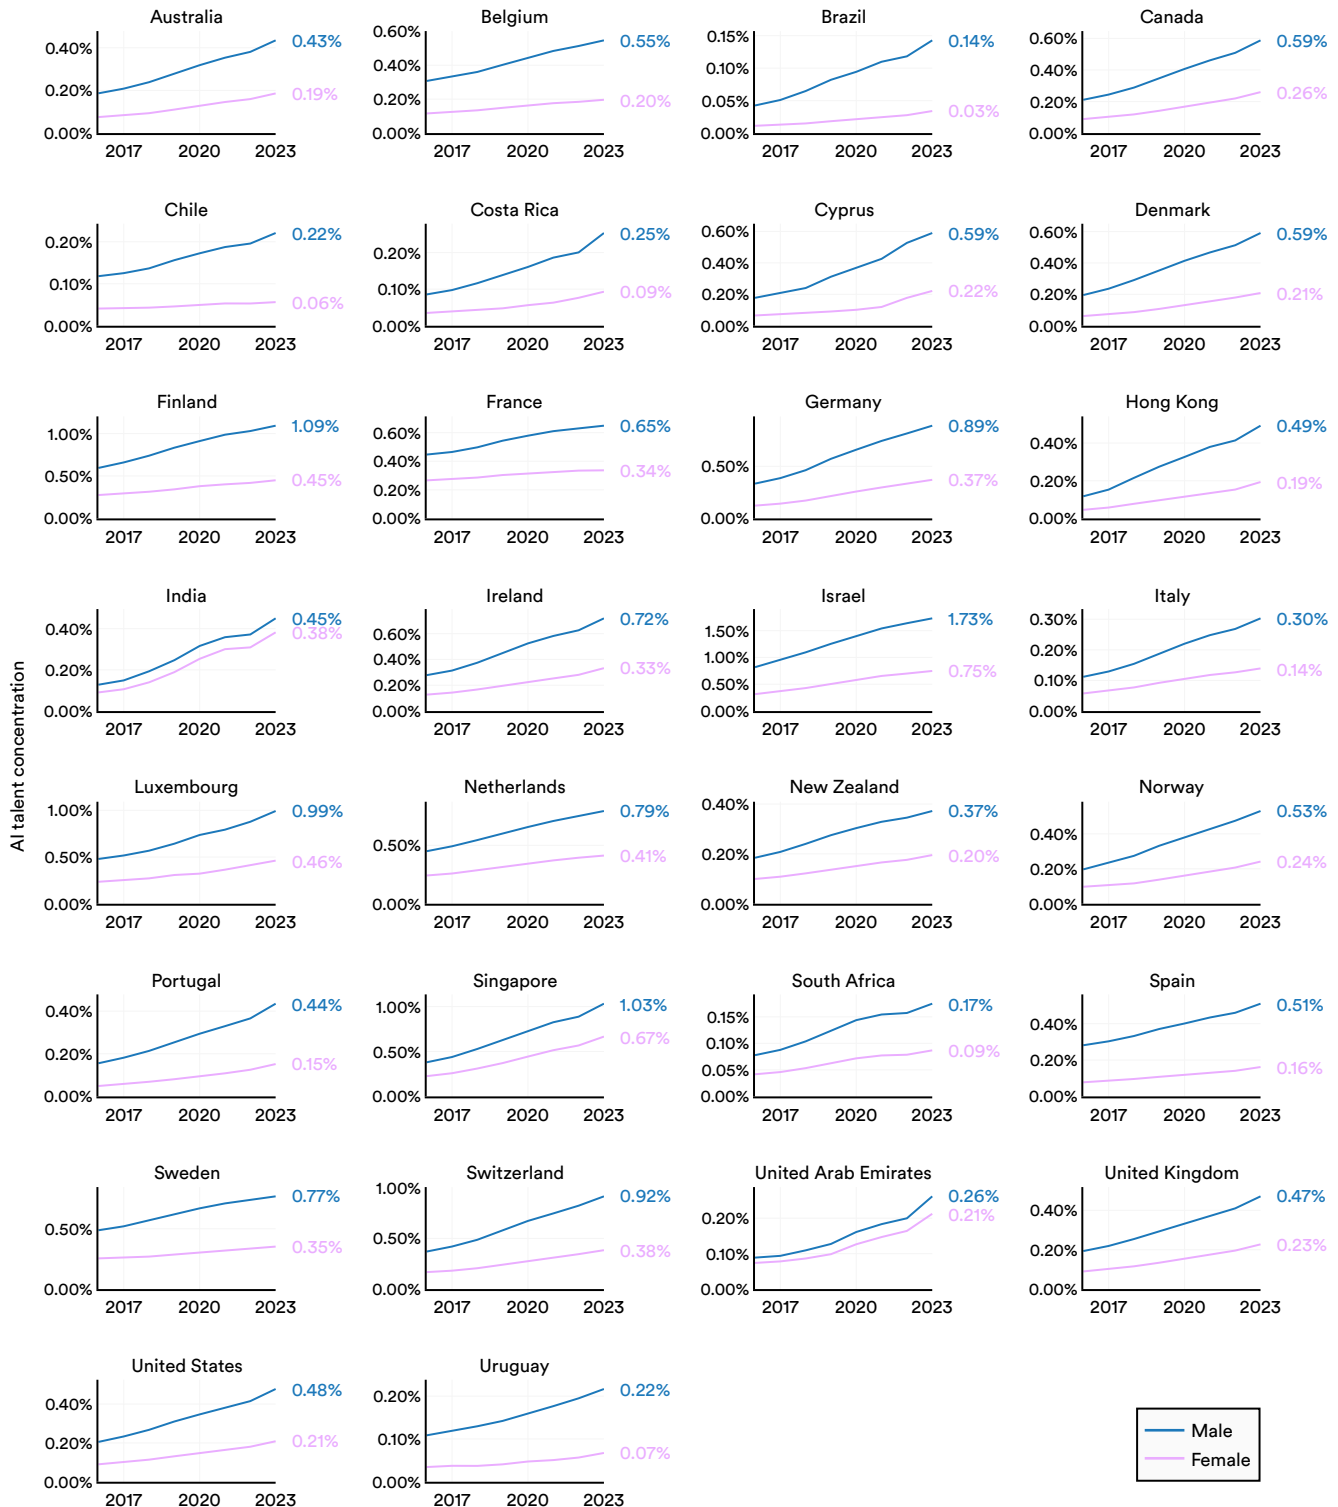 Australia
0.40%
0.20%
0.00%
0.43%
0.19%
2017 2020 2023
Belgium
0.60%
0.40%
0.20%
0.00%
0.55%
0.20%
2017 2020 2023
Brazil
0.15%
0.10%
0.05%
0.00%
0.14%
0.03%
2017 2020 2023
Canada
0.60%
0.40%
0.20%
0.00%
0.59%
0.26%
2017 2020 2023
Chile
0.20%
0.10%
0.00%
0.22%
0.06%
2017 2020 2023
Costa Rica
0.20%
0.10%
0.00%
0.25%
0.09%
2017 2020 2023
Cyprus
0.60%
0.40%
0.20%
0.00%
0.59%
0.22%
2017 2020 2023
Denmark
0.60%
0.40%
0.20%
0.00%
0.59%
0.21%
2017 2020 2023
Finland
1.00%
0.50%
0.00%
1.09%
0.45%
2017 2020 2023
France
0.60%
0.40%
0.20%
0.00%
0.65%
0.34%
2017 2020 2023
Germany
0.50%
0.00%
0.89%
0.37%
2017 2020 2023
Hong Kong
0.40%
0.20%
0.00%
0.49%
0.19%
2017 2020 2023
AI talent concentration
India
0.40%
0.20%
0.00%
0.45%
0.38%
2017 2020 2023
Ireland
0.60%
0.40%
0.20%
0.00%
0.72%
0.33%
2017 2020 2023
Israel
1.50%
1.00%
0.50%
0.00%
1.73%
0.75%
2017 2020 2023
Italy
0.30%
0.20%
0.10%
0.00%
0.30%
0.14%
2017 2020 2023
Luxembourg
1.00%
0.50%
0.00%
0.99%
0.46%
2017 2020 2023
Netherlands
0.50%
0.00%
0.79%
0.41%
2017 2020 2023
New Zealand
0.40%
0.20%
0.00%
0.37%
0.20%
2017 2020 2023
Norway
0.40%
0.20%
0.00%
0.53%
0.24%
2017 2020 2023
Portugal
0.40%
0.20%
0.00%
0.44%
0.15%
2017 2020 2023
Singapore
1.00%
0.50%
0.00%
1.03%
0.67%
2017 2020 2023
South Africa
0.15%
0.10%
0.05%
0.00%
0.17%
0.09%
2017 2020 2023
Spain
0.40%
0.20%
0.00%
0.51%
0.16%
2017 2020 2023
Sweden
0.50%
0.00%
0.77%
0.35%
2017 2020 2023
Switzerland
1.00%
0.50%
0.00%
0.92%
0.38%
2017 2020 2023
United Arab Emirates
0.20%
0.10%
0.00%
0.26%
0.21%
2017 2020 2023
United Kingdom
0.40%
0.20%
0.00%
0.47%
0.23%
2017 2020 2023
United States
0.40%
0.20%
0.00%
0.48%
0.21%
2017 2020 2023
Uruguay
0.20%
0.10%
0.00%
0.22%
0.07%
2017 2020 2023
Male
Female